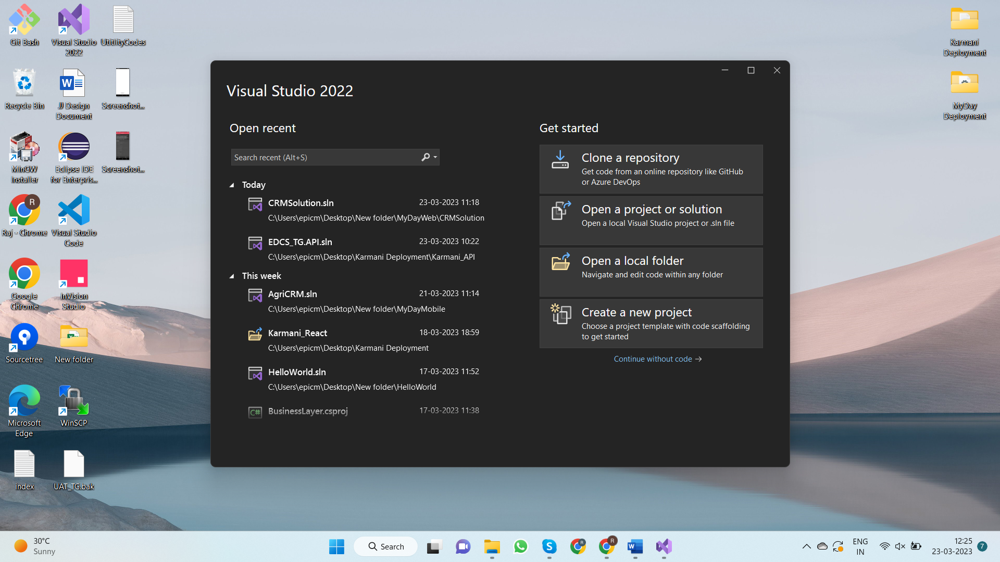 Git Bash
Visual Studio
2022
UtitlityCodes
Recycle Bin
JJ Design
Document
Screenshot...
MinGW
Installer
Eclipse IDE
for Enterpris...
Screenshot...
R
Raj - Chrome
Visual Studio
Code
Google
Chrome
InVision
Studio
Sourcetree
New folder
Microsoft
Edge
WinSCP
index
UAT_TG.bak
Karmani
Deployment
MyDay
Deployment
Visual Studio 2022
Open recent
Search recent (Alt+S)
Today
CRMSolution.sln 23-03-2023 11:18
C:\Users\epicm\Desktop\New folder\MyDayWeb\CRMSolution
EDCS_TG.API.sln 23-03-2023 10:22
C:\Users\epicm\Desktop\Karmani Deployment\Karmani_API
This week
AgriCRM.sln 21-03-2023 11:14
C:\Users\epicm\Desktop\New folder\MyDayMobile
Karmani_React 18-03-2023 18:59
C:\Users\epicm\Desktop\Karmani Deployment
HelloWorld.sln 17-03-2023 11:52
C:\Users\epicm\Desktop\New folder\HelloWorld
C# BusinessLayer.csproj 17-03-2023 11:38
Get started
Clone a repository
Get code from an online repository like GitHub
or Azure DevOps
Open a project or solution
Open a local Visual Studio project or .sln file
Open a local folder
Navigate and edit code within any folder
Create a new project
Choose a project template with code scaffolding
to get started
Continue without code →
30°C
Sunny
Search
R
R
ENG
IN
12:25
23-03-2023
7